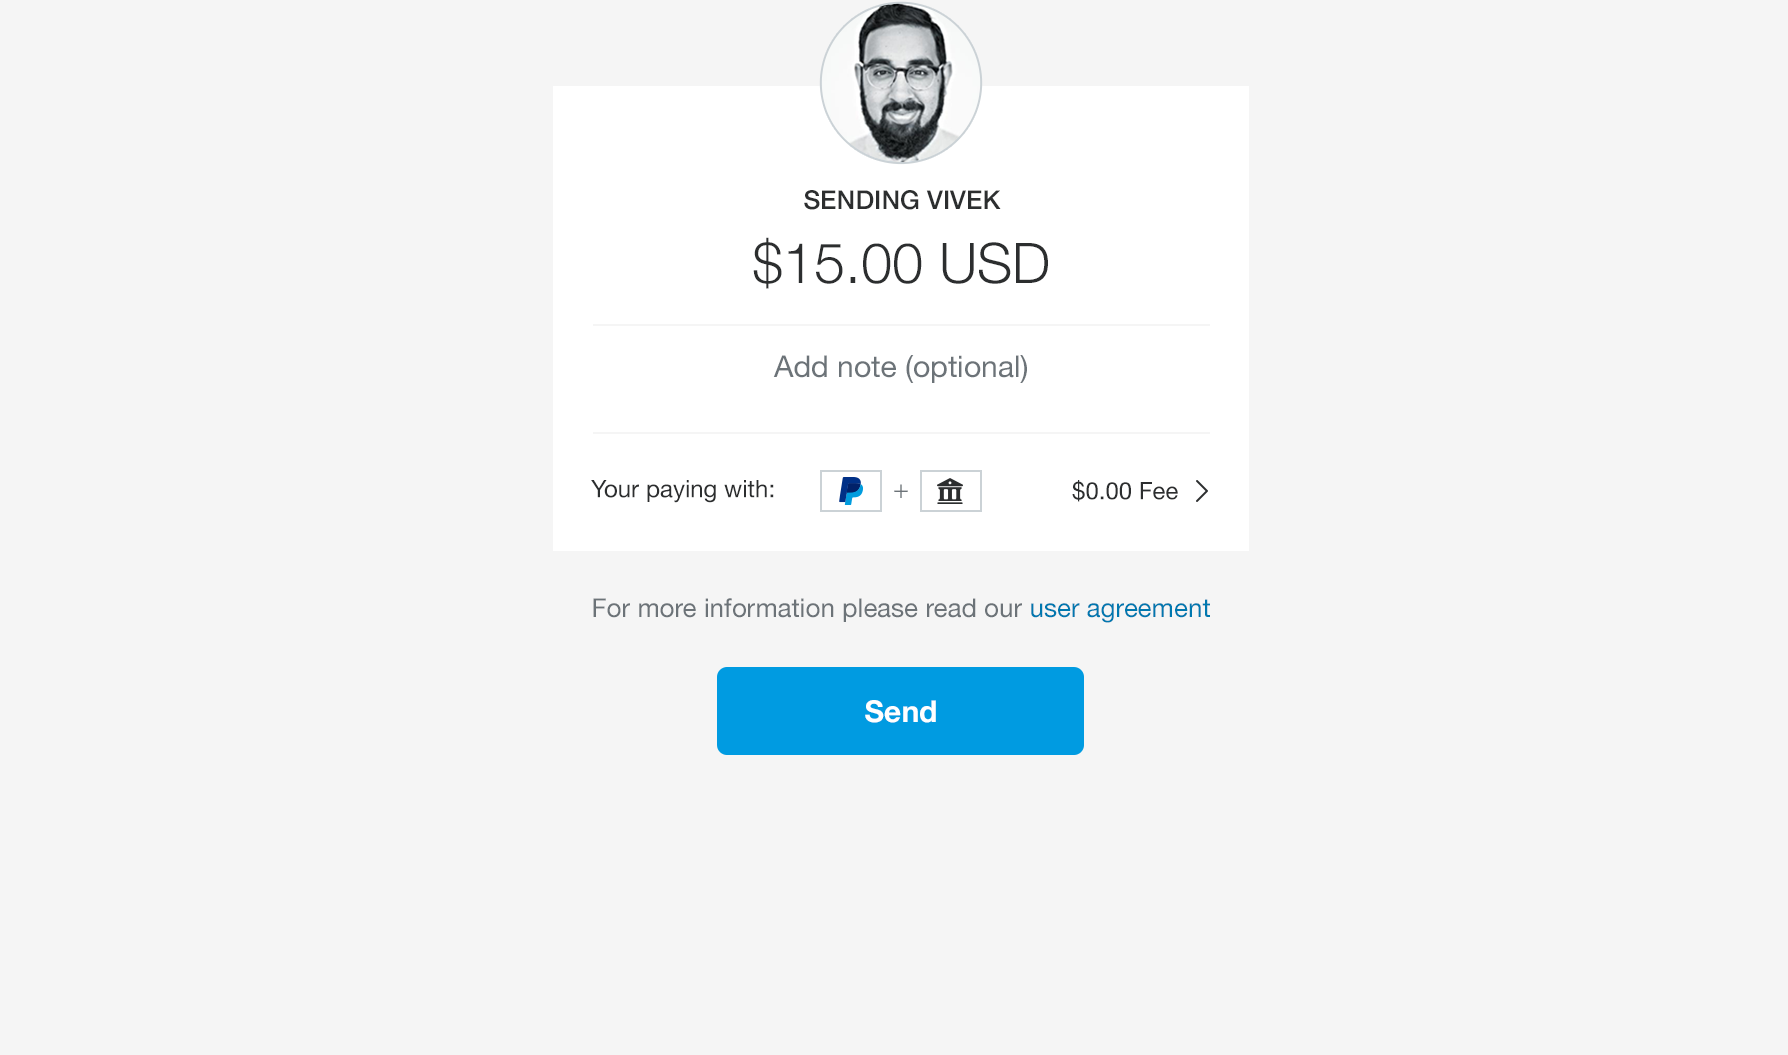 SENDING VIVEK
$15.00 USD
Add note (optional)
Your paying with: + $0.00 Fee
For more information please read our user agreement
Send